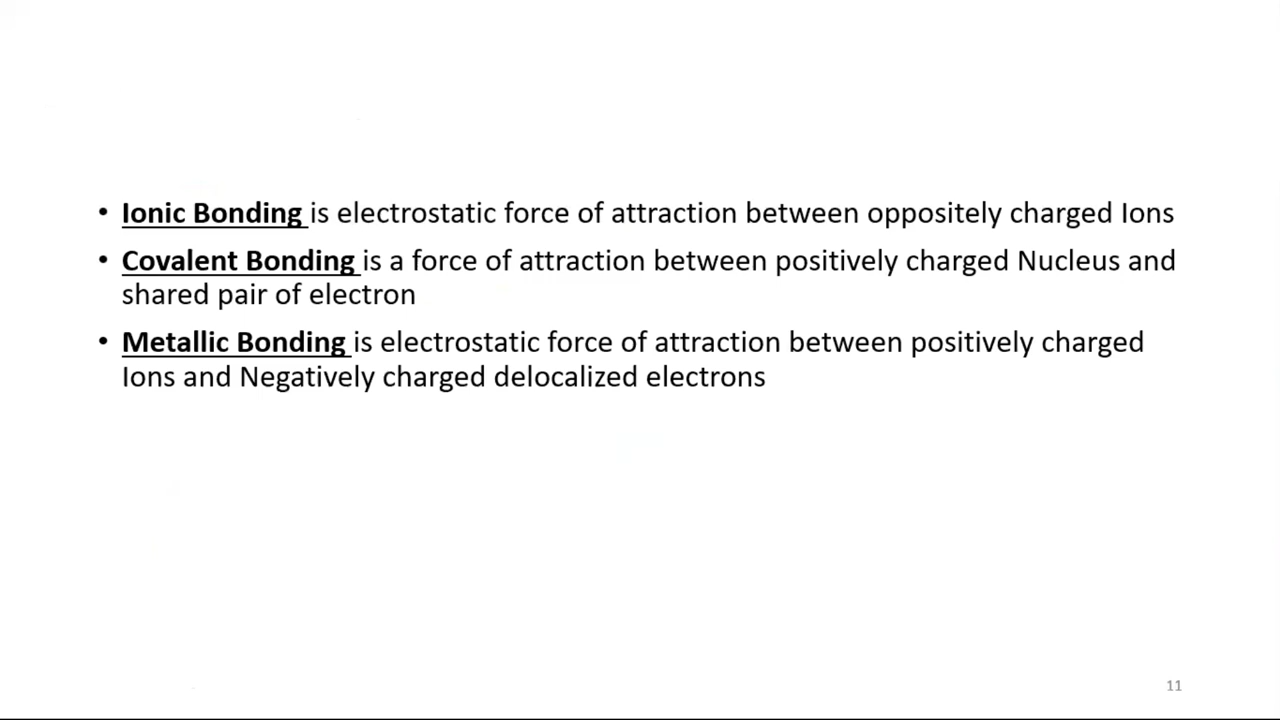 • Ionic Bonding is electrostatic force of attraction between oppositely charged Ions
• Covalent Bonding is a force of attraction between positively charged Nucleus and
shared pair of electron
• Metallic Bonding is electrostatic force of attraction between positively charged
Ions and Negatively charged delocalized electrons
11